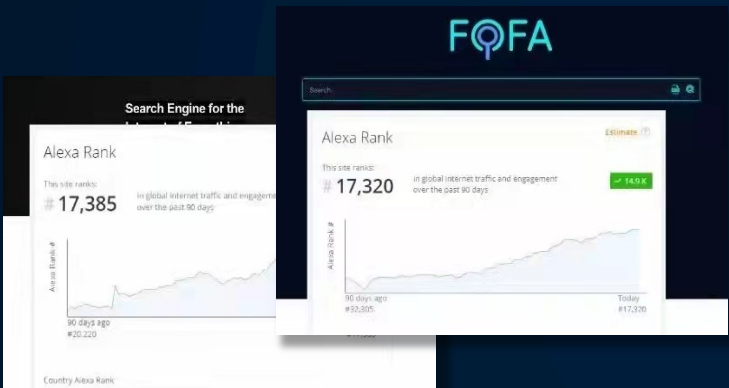 FOFA
Search
Alexa Rank
Estimate
This site ranks:
#17,320
in global internet traffic and engagement
over the past 90 days
14.9 K
Alexa Rank #
90 days ago
#32,305
Today
#17,320
Search Engine for the
Alexa Rank
This site ranks:
#17,385
in global internet traffic and
over the past 90 days
Alexa Rank #
90 days ago
#20,220
Country Alexa Rank